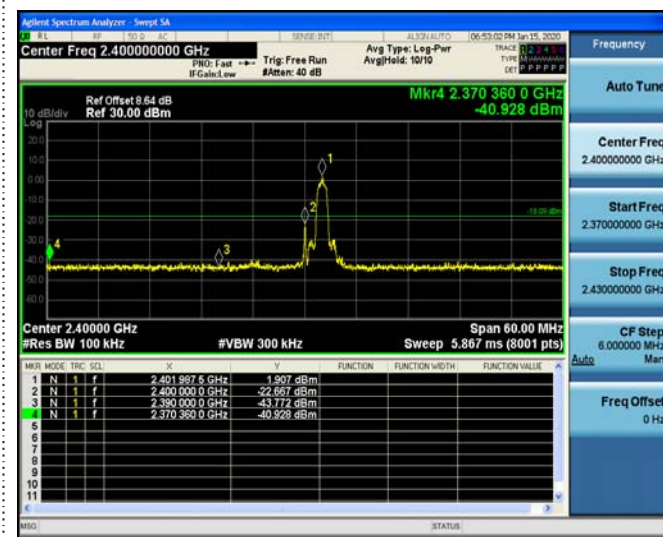 Agilent Spectrum Analyzer - Swept SA
RL RF 50 Ω AC SENSE:INT ALIGNAUTO 06:53:02 PM Jan 15, 2020
Center Freq 2.400000000 GHz
PNO: Fast
IFGain:Low
Trig: Free Run
#Atten: 40 dB
Avg Type: Log-Pwr
Avg|Hold: 10/10
TRACE 1 2 3 4 5 6
TYPE M
DET P P P P P P
10 dB/div
Log
Ref Offset 8.64 dB
Ref 30.00 dBm
Mkr4 2.370 360 0 GHz
-40.928 dBm
20.0
10.0
0.00
-10.0
-20.0
-30.0
-40.0
-50.0
-60.0
1
2
3
4
-18.09 dBm
Center 2.40000 GHz
Span 60.00 MHz
#Res BW 100 kHz
#VBW 300 kHz
Sweep 5.867 ms (8001 pts)
MKR MODE TRC SCL X Y FUNCTION FUNCTION WIDTH FUNCTION VALUE
1 N 1 f 2.401 987 5 GHz 1.907 dBm
2 N 1 f 2.400 000 0 GHz -22.667 dBm
3 N 1 f 2.390 000 0 GHz -43.772 dBm
4 N 1 f 2.370 360 0 GHz -40.928 dBm
5
6
7
8
9
10
11
MSG
STATUS
Frequency
Auto Tune
Center Freq
2.400000000 GHz
Start Freq
2.370000000 GHz
Stop Freq
2.430000000 GHz
CF Step
6.000000 MHz
Auto Man
Freq Offset
0 Hz